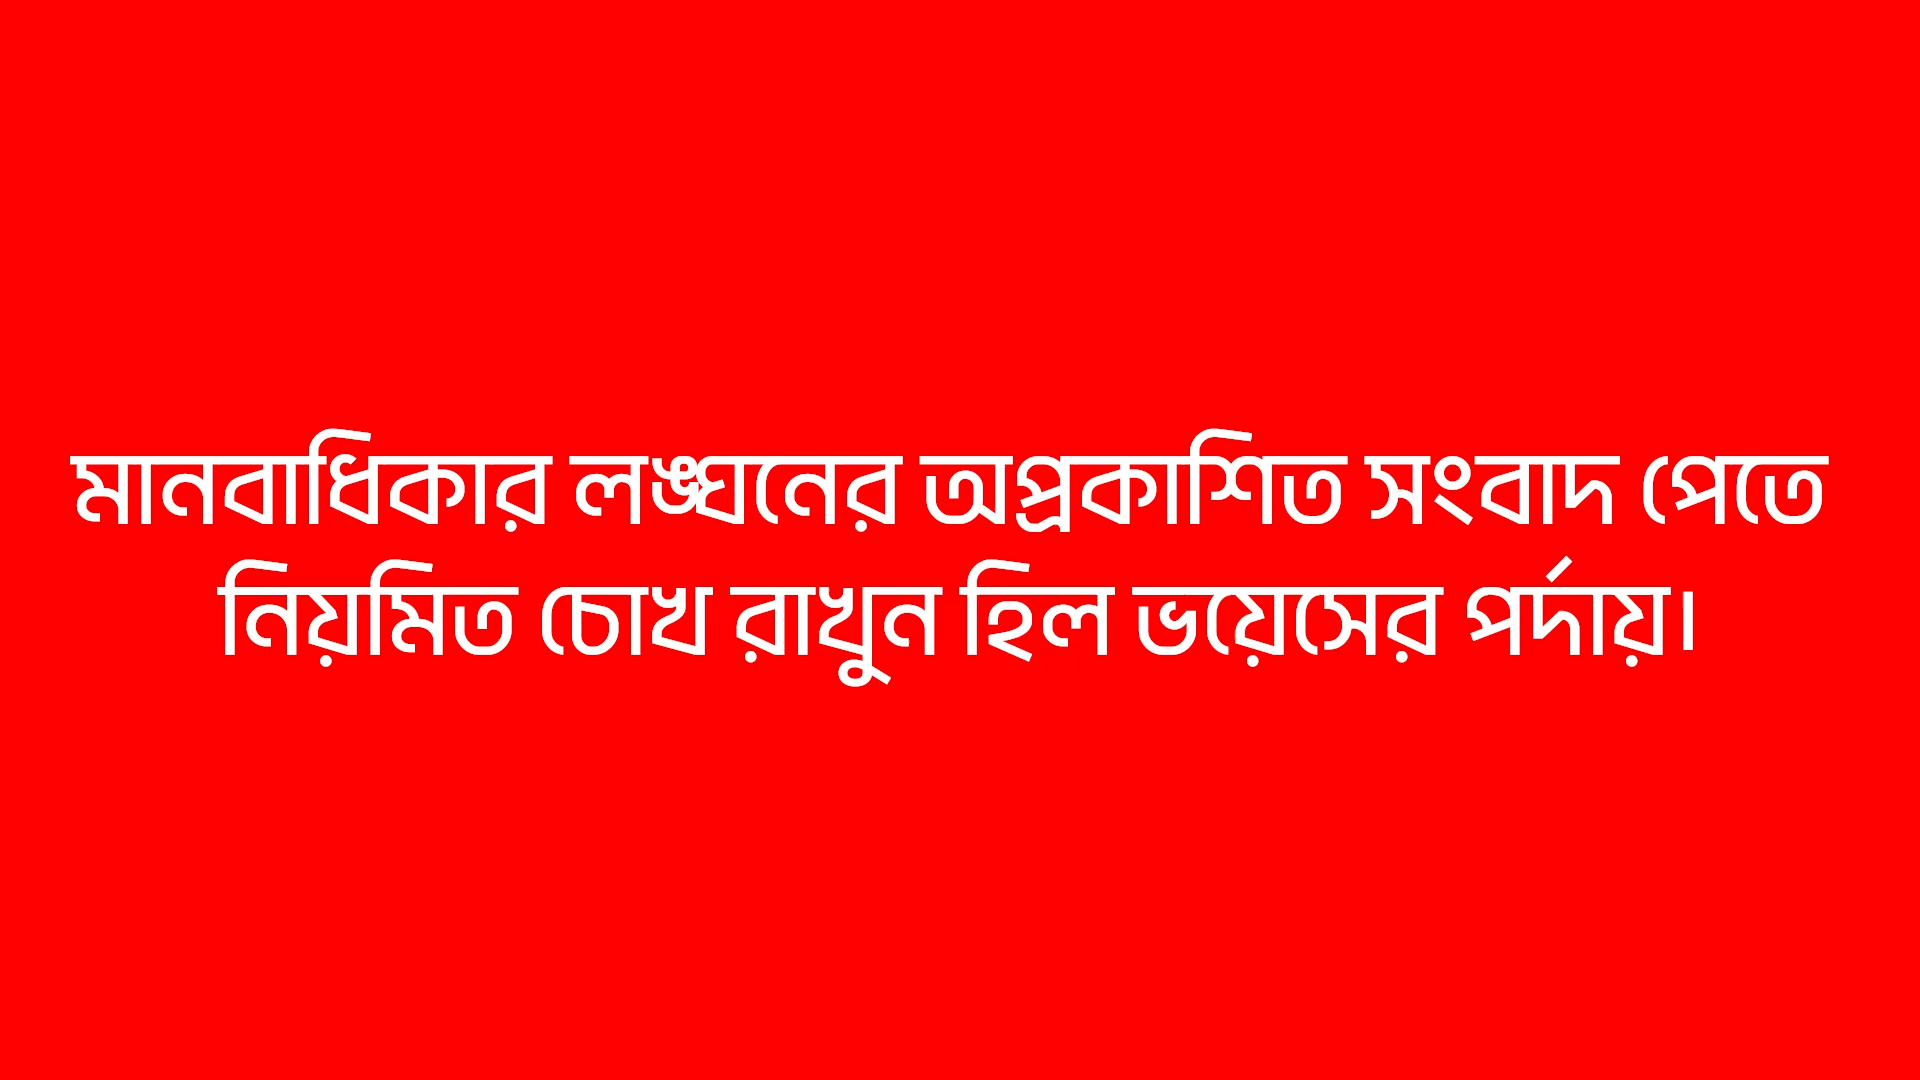 মানবাধিকার লঙ্ঘনের অপ্রকাশিত সংবাদ পেতে
নিয়মিত চোখ রাখুন হিল ভয়েসের পর্দায়।